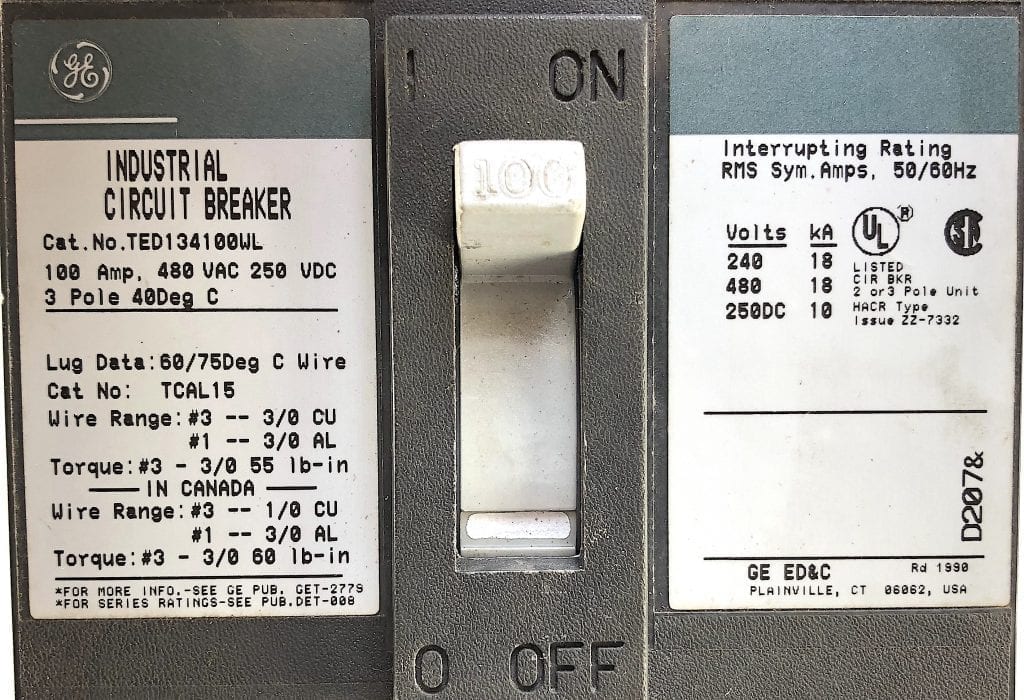 GE
INDUSTRIAL
CIRCUIT BREAKER
Cat.No.TED134100WL
100 Amp, 480 VAC 250 VDC
3 Pole 40Deg C
Lug Data:60/75Deg C Wire
Cat No: TCAL15
Wire Range:#3 -- 3/0 CU
#1 -- 3/0 AL
Torque:#3 - 3/0 55 lb-in
IN CANADA
Wire Range:#3 -- 1/0 CU
#1 -- 3/0 AL
Torque:#3 - 3/0 60 lb-in
*FOR MORE INFO.-SEE GE PUB. GET-2779
*FOR SERIES RATINGS-SEE PUB.DET-008
I ON
100
O OFF
Interrupting Rating
RMS Sym.Amps, 50/60Hz
Volts kA
240 18
480 18
250DC 10
UL ®
SA
LISTED
CIR BKR
2 or3 Pole Unit
HACR Type
Issue ZZ-7332
D207&
GE ED&C Rd 1990
PLAINVILLE, CT 06062, USA